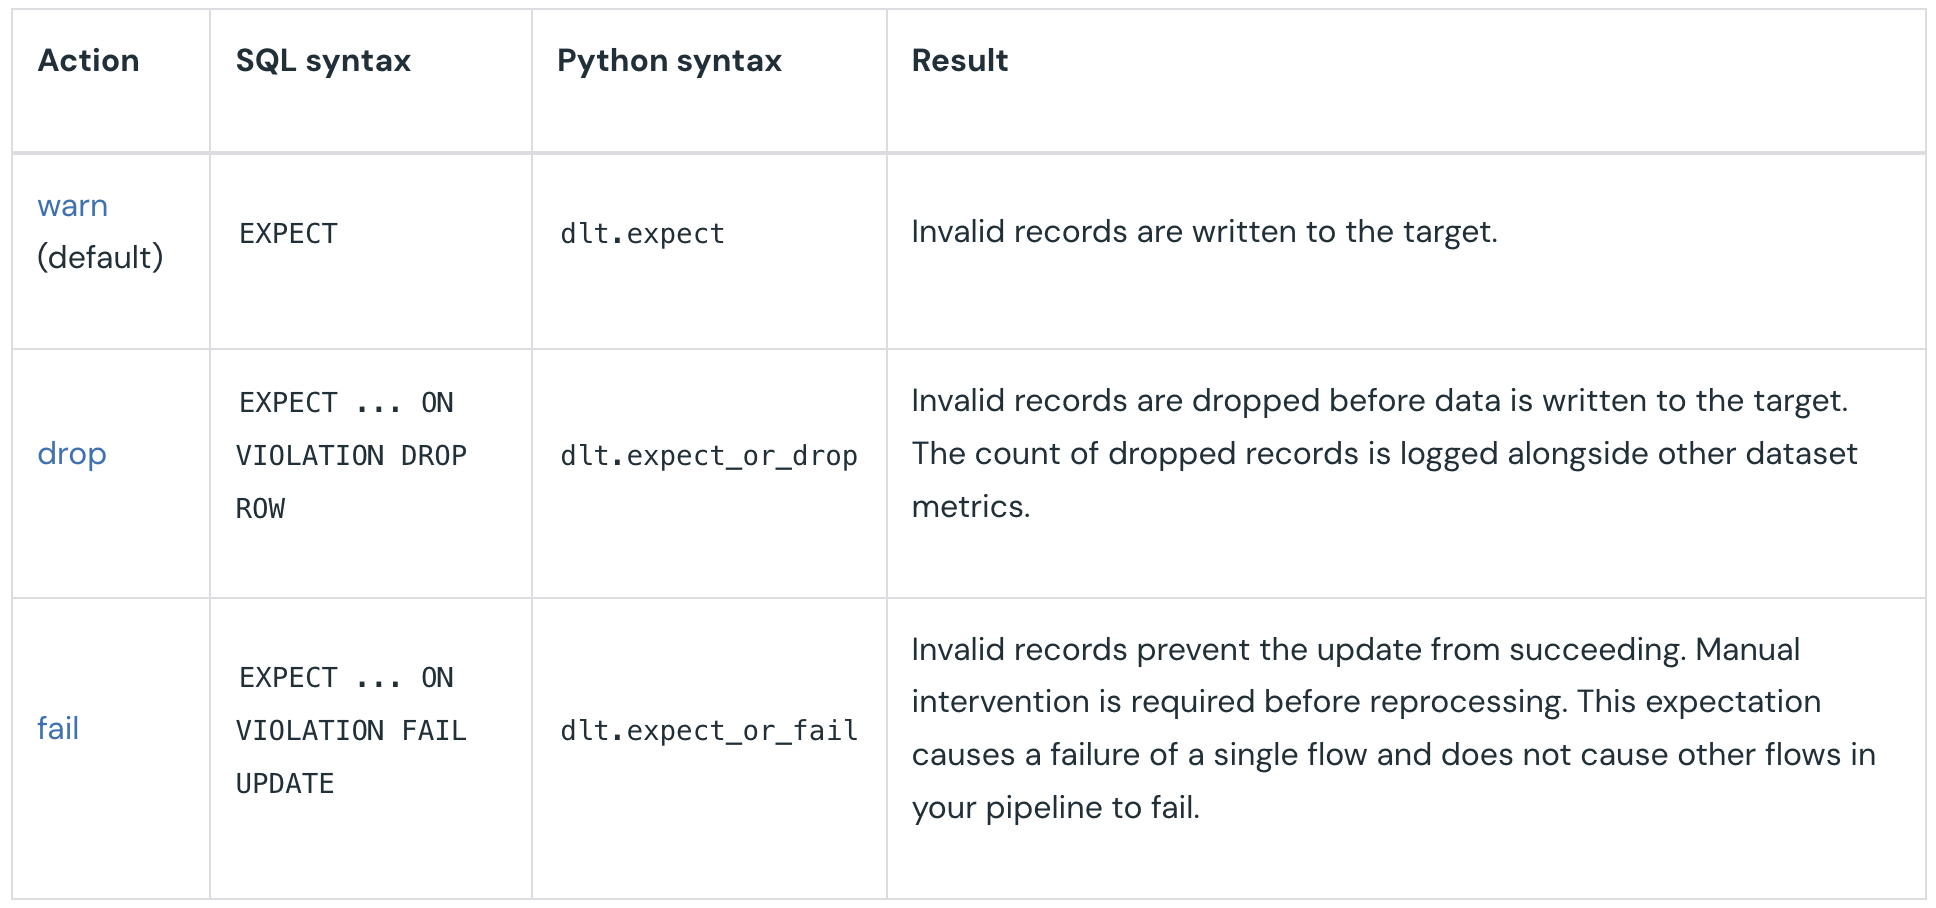 Action
SQL syntax
Python syntax
Result
warn
(default)
EXPECT
dlt.expect
Invalid records are written to the target.
drop
EXPECT ... ON
VIOLATION DROP
ROW
dlt.expect_or_drop
Invalid records are dropped before data is written to the target.
The count of dropped records is logged alongside other dataset
metrics.
fail
EXPECT ... ON
VIOLATION FAIL
UPDATE
dlt.expect_or_fail
Invalid records prevent the update from succeeding. Manual
intervention is required before reprocessing. This expectation
causes a failure of a single flow and does not cause other flows in
your pipeline to fail.